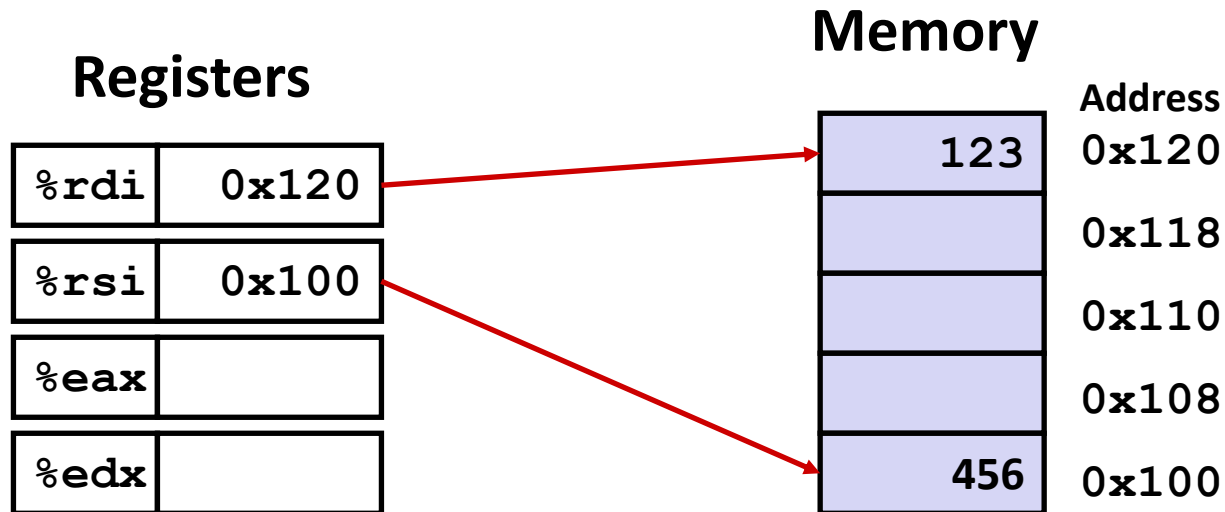 Memory
Registers
Address
%rdi 0x120
%rsi 0x100
%eax
%edx
123 0x120
0x118
0x110
0x108
456 0x100